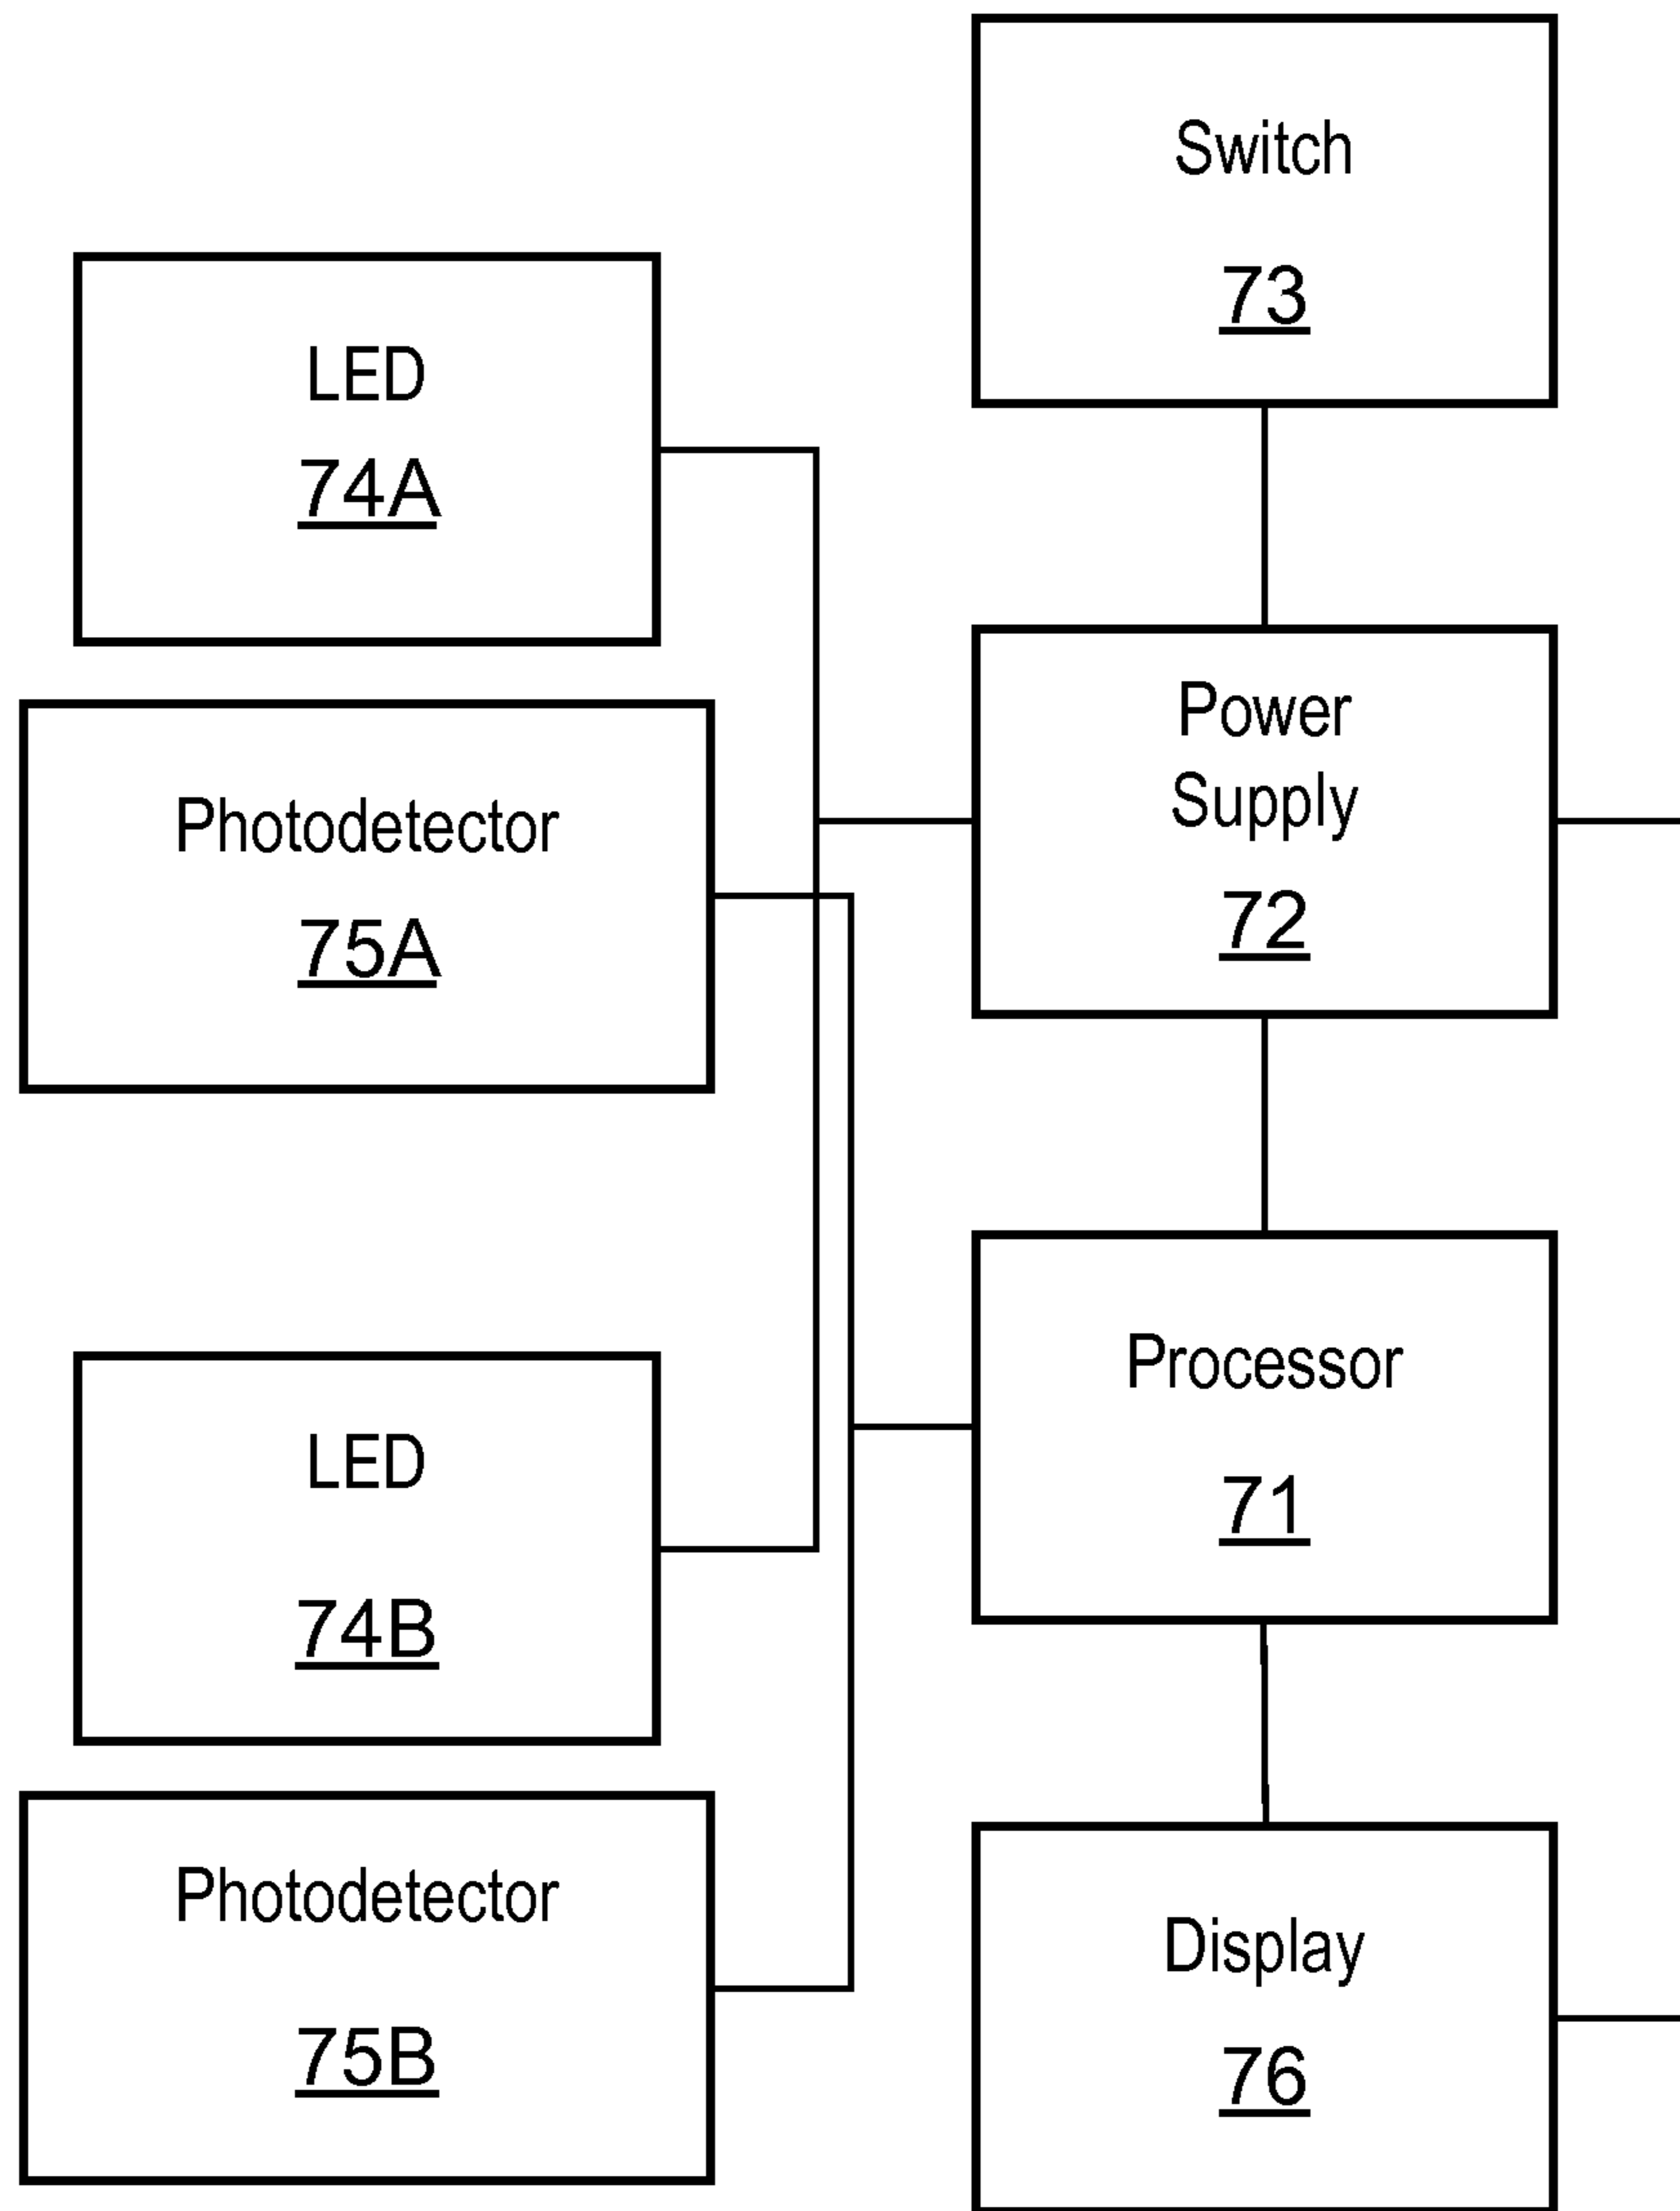 Switch
73
LED
74A
Power
Supply
72
Photodetector
75A
Processor
71
LED
74B
Photodetector
75B
Display
76